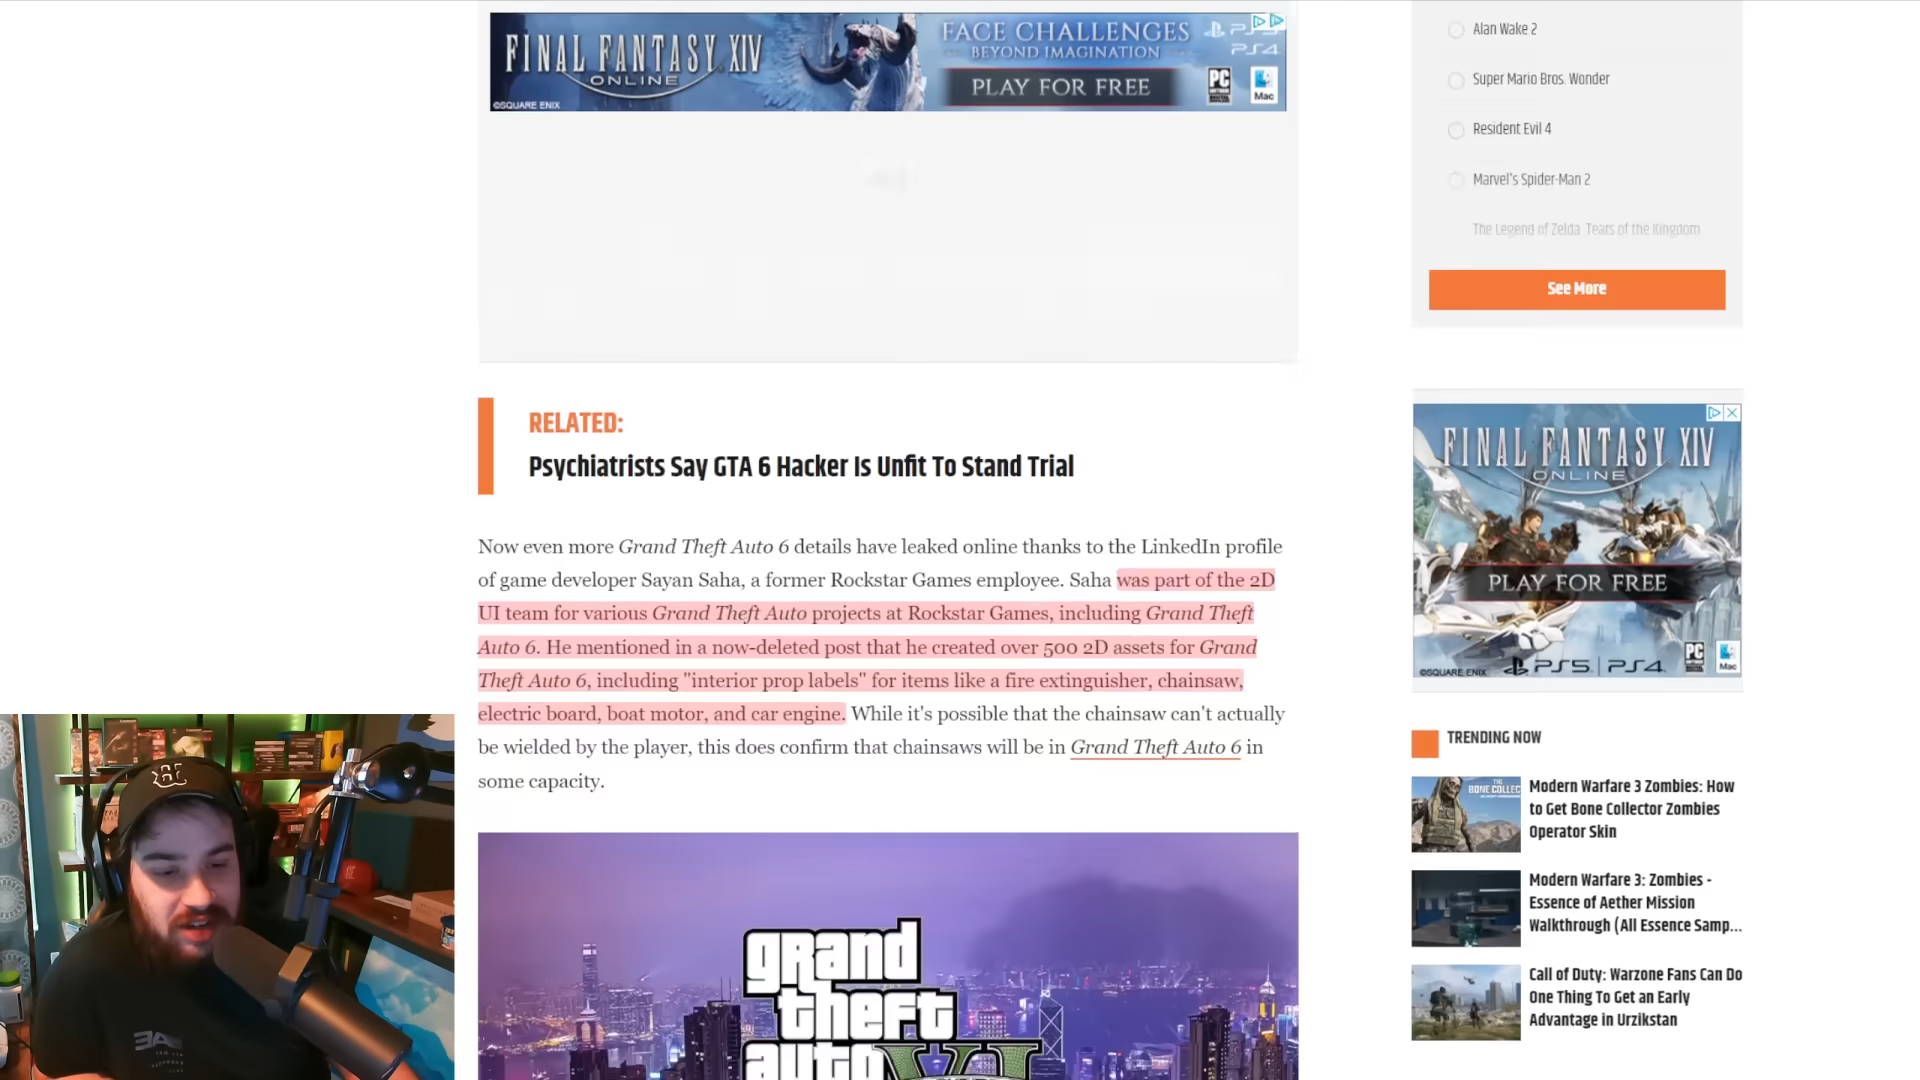 FINAL FANTASY XIV
ONLINE
©SQUARE ENIX
FACE CHALLENGES
BEYOND IMAGINATION
PLAY FOR FREE
PS5
PS4
PC
Mac
RELATED:
Psychiatrists Say GTA 6 Hacker Is Unfit To Stand Trial
Now even more Grand Theft Auto 6 details have leaked online thanks to the LinkedIn profile
of game developer Sayan Saha, a former Rockstar Games employee. Saha was part of the 2D
UI team for various Grand Theft Auto projects at Rockstar Games, including Grand Theft
Auto 6. He mentioned in a now-deleted post that he created over 500 2D assets for Grand
Theft Auto 6, including "interior prop labels" for items like a fire extinguisher, chainsaw,
electric board, boat motor, and car engine. While it's possible that the chainsaw can't actually
be wielded by the player, this does confirm that chainsaws will be in Grand Theft Auto 6 in
some capacity.
grand
theft
auto
VI
Alan Wake 2
Super Mario Bros. Wonder
Resident Evil 4
Marvel's Spider-Man 2
The Legend of Zelda: Tears of the Kingdom
See More
FINAL FANTASY XIV
ONLINE
PLAY FOR FREE
©SQUARE ENIX
PS5 | PS4
PC
Mac
TRENDING NOW
THE
BONE COLLEC
Modern Warfare 3 Zombies: How
to Get Bone Collector Zombies
Operator Skin
Modern Warfare 3: Zombies -
Essence of Aether Mission
Walkthrough (All Essence Samp...
Call of Duty: Warzone Fans Can Do
One Thing To Get an Early
Advantage in Urzikstan